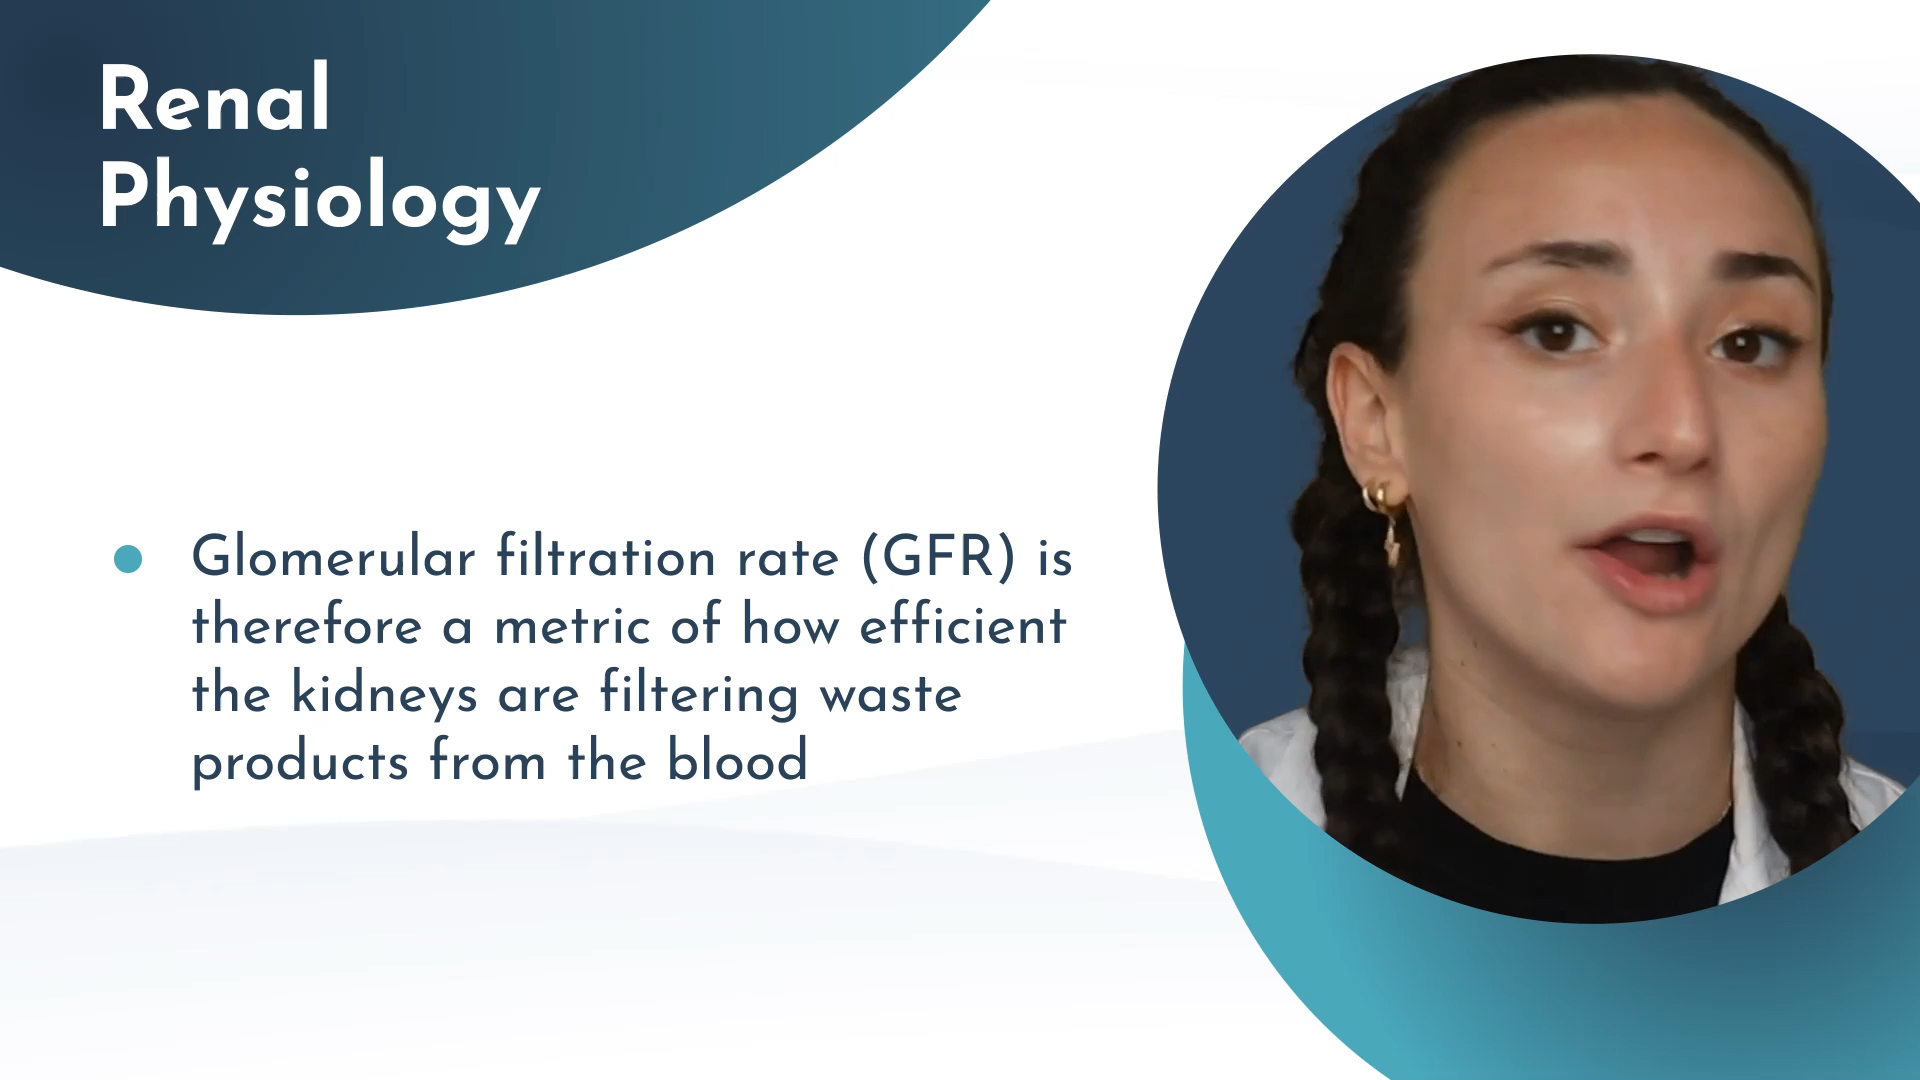 Renal
Physiology
Glomerular filtration rate (GFR) is
therefore a metric of how efficient
the kidneys are filtering waste
products from the blood